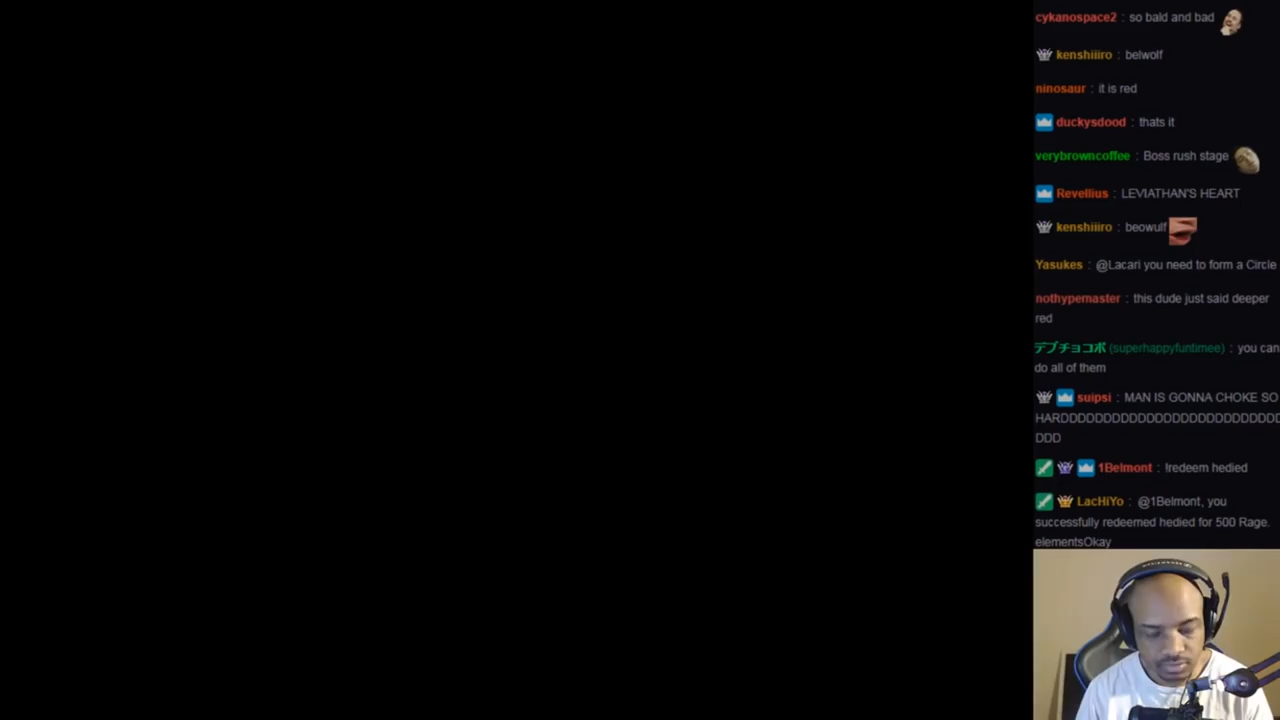 cykanospace2 : so bald and bad
kenshiiiro : belwolf
ninosaur : it is red
duckysdood : thats it
verybrowncoffee : Boss rush stage
Revellius : LEVIATHAN'S HEART
kenshiiiro : beowulf
Yasukes : @Lacari you need to form a Circle
nothypemaster : this dude just said deeper
red
デブチョコボ (superhappyfuntimee) : you can
do all of them
suipsi : MAN IS GONNA CHOKE SO
HARDDDDDDDDDDDDDDDDDDDDDDDDDD
DDD
1Belmont : !redeem hedied
LacHiYo : @1Belmont, you
successfully redeemed hedied for 500 Rage.
elementsOkay